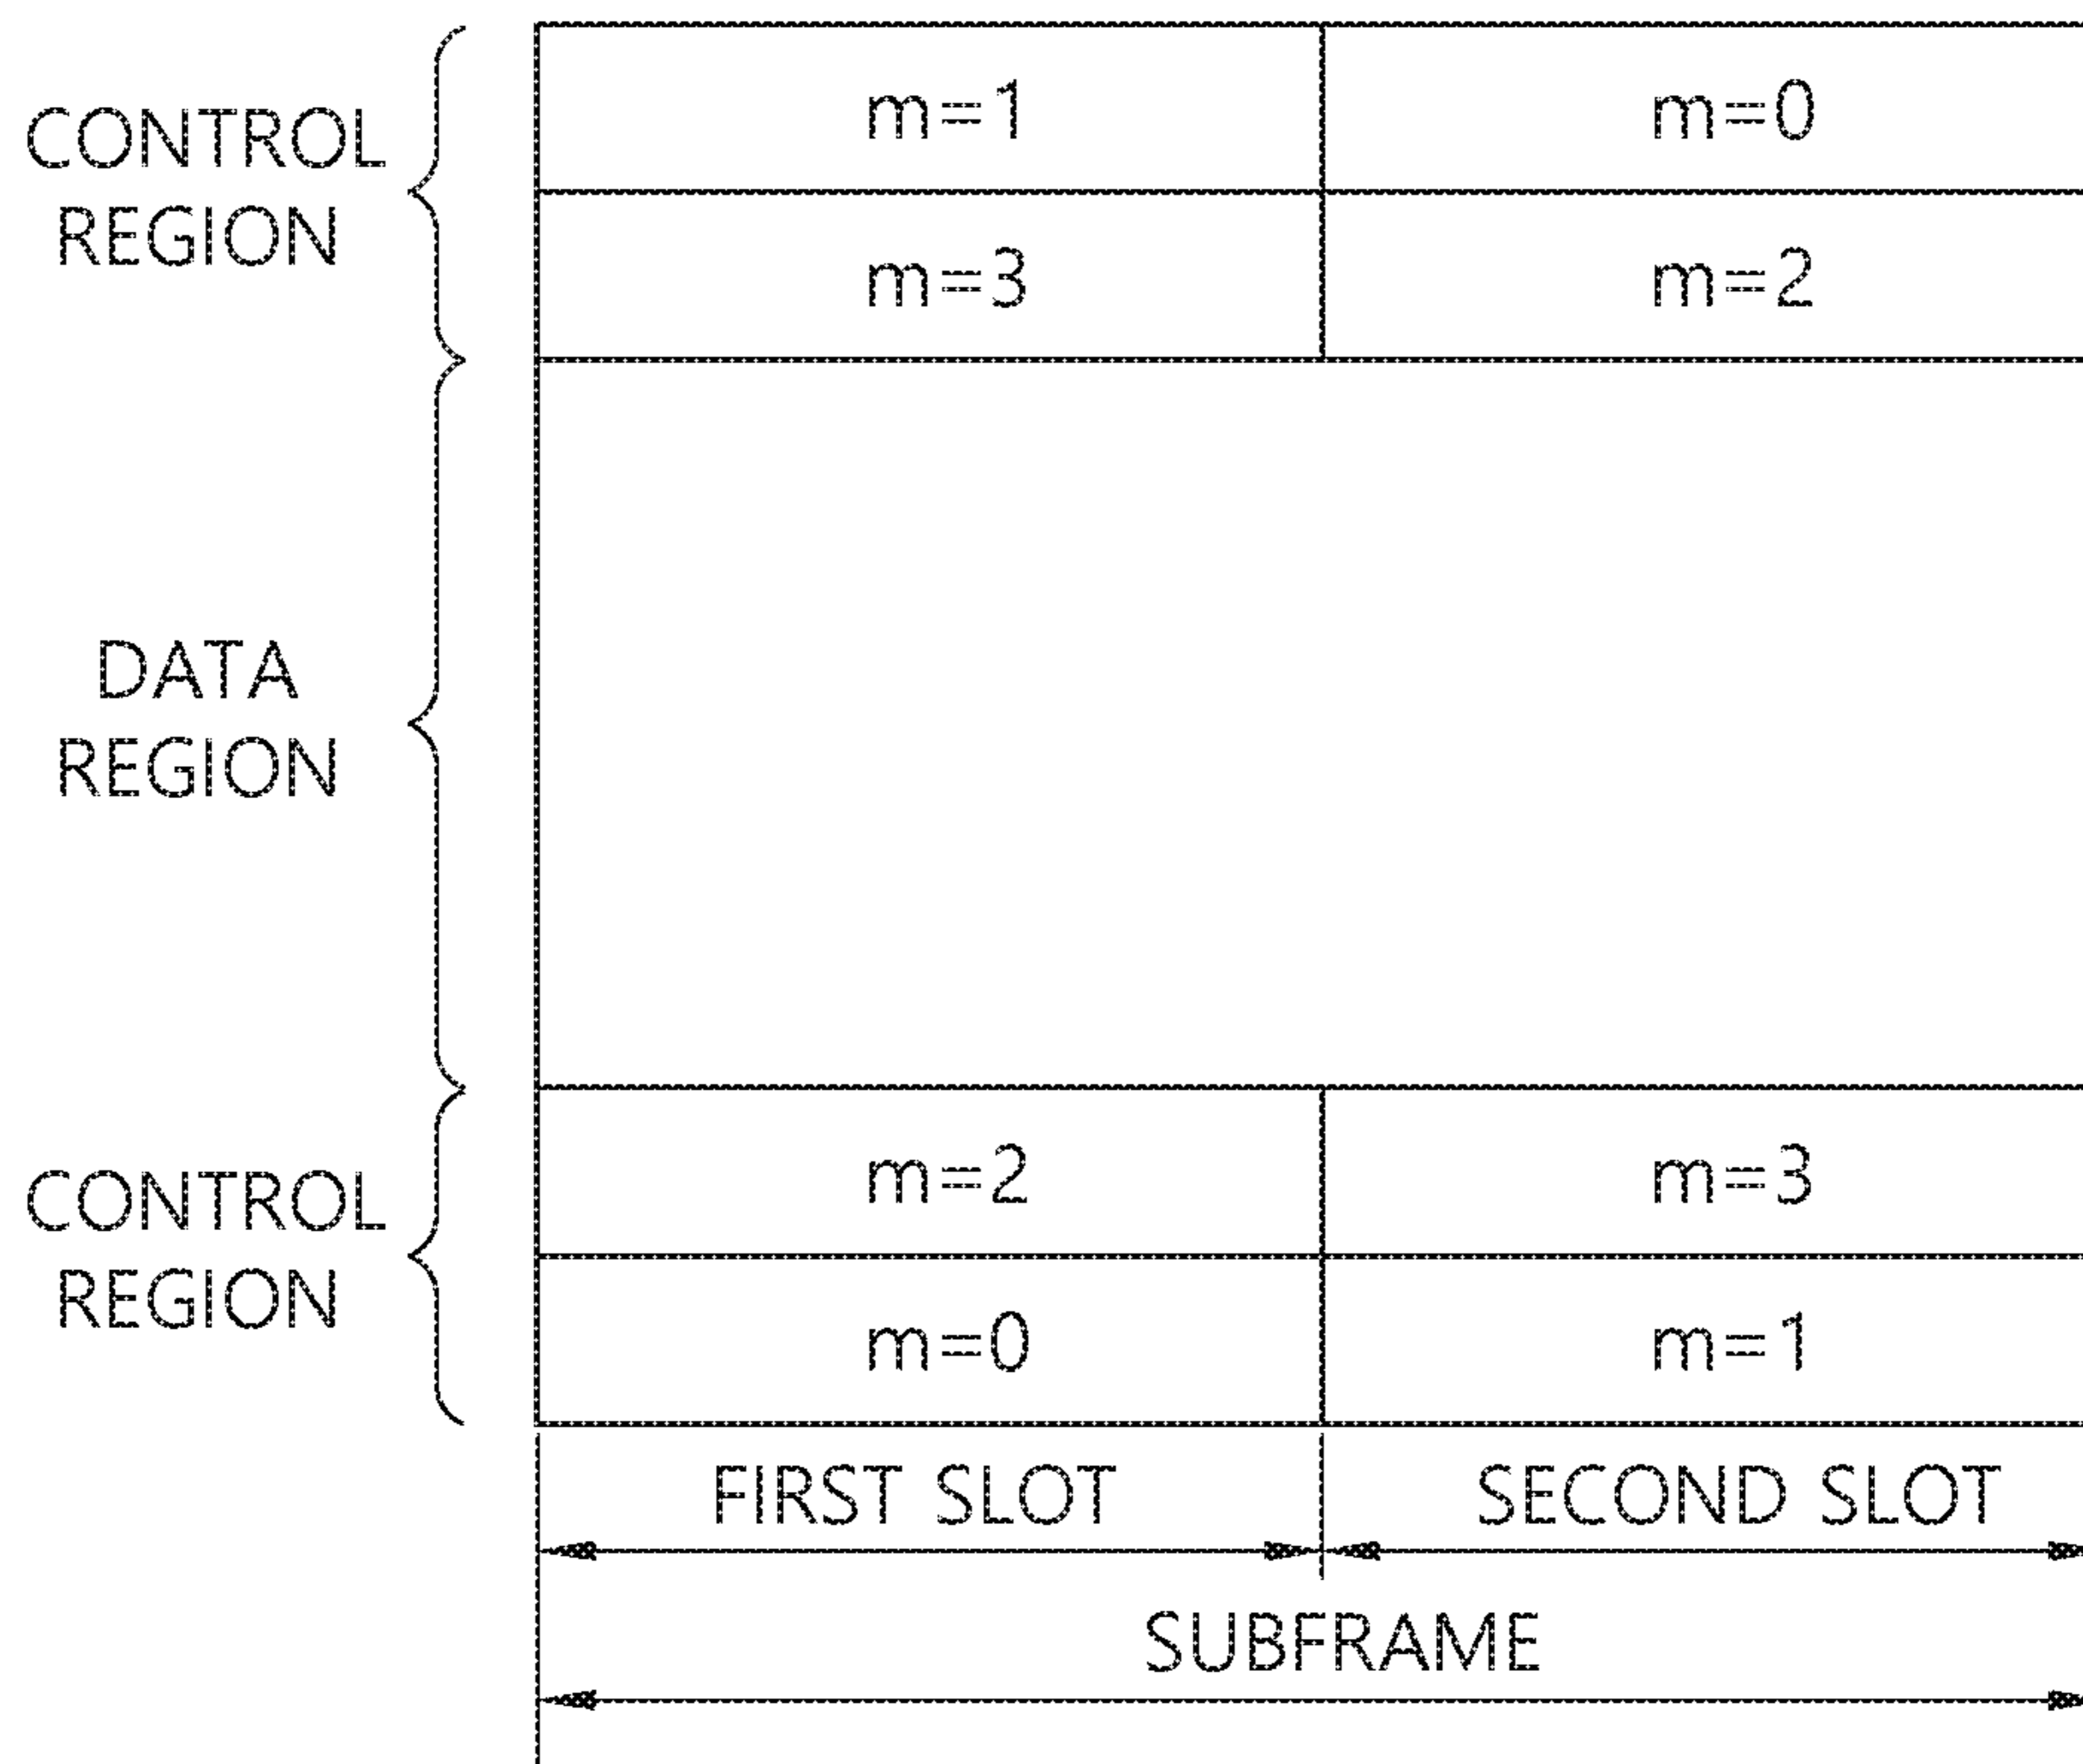 CONTROL
REGION
m=1 m=0
m=3 m=2
DATA
REGION
CONTROL
REGION
m=2 m=3
m=0 m=1
FIRST SLOT SECOND SLOT
SUBFRAME